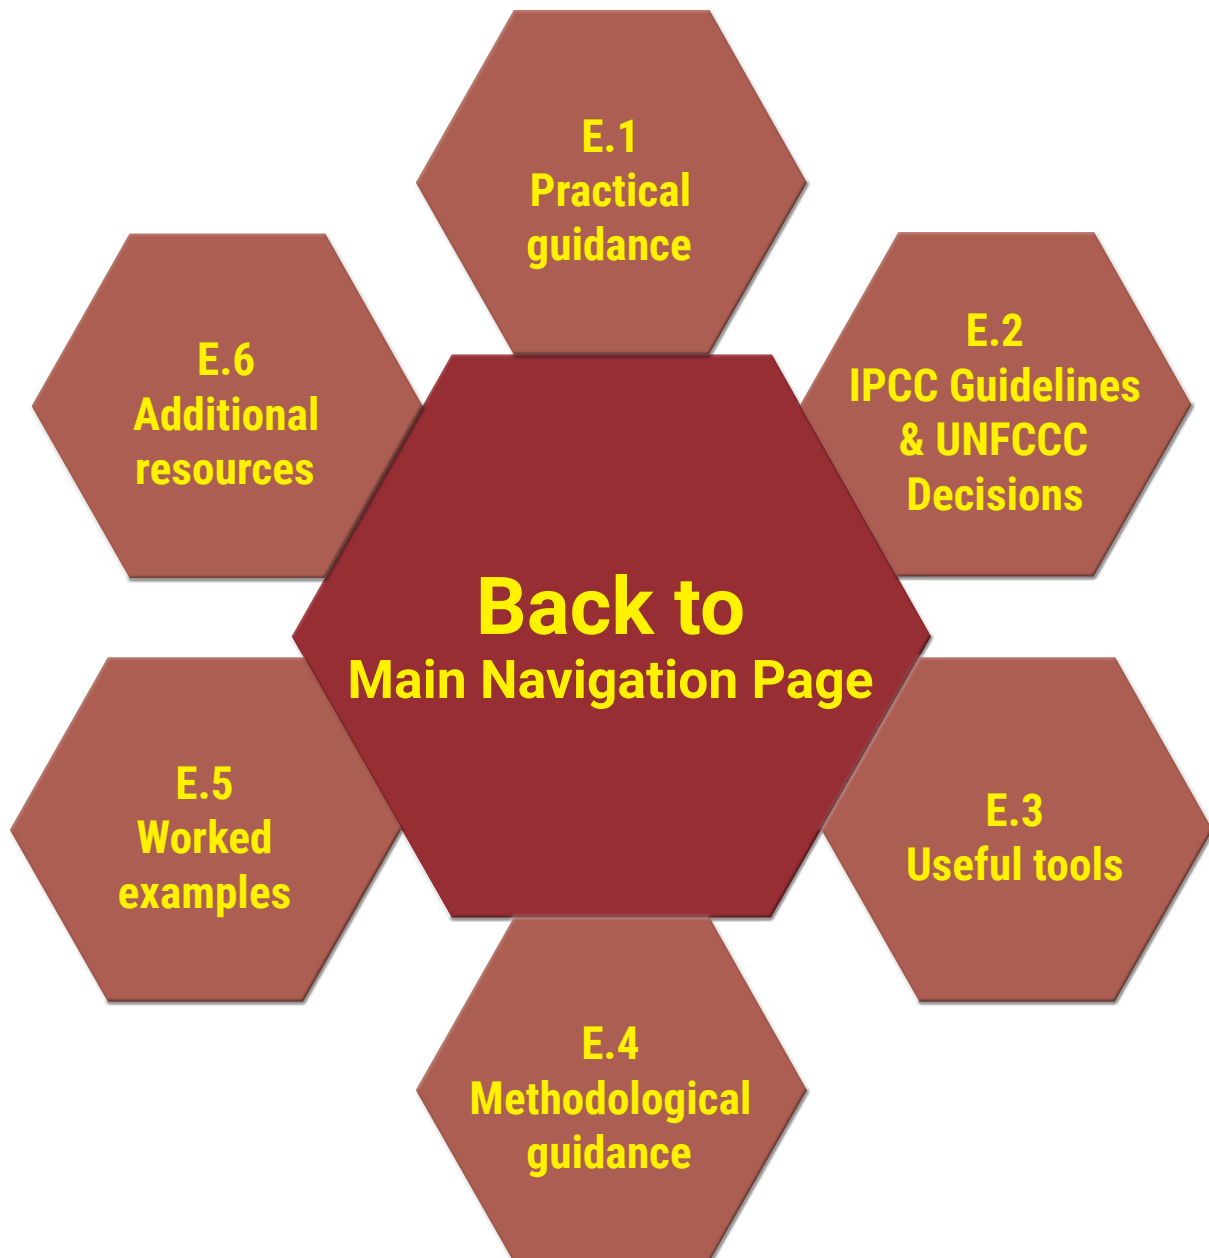 E.1
Practical
guidance
E.2
IPCC Guidelines
& UNFCCC
Decisions
E.6
Additional
resources
Back to
Main Navigation Page
E.5
Worked
examples
E.3
Useful tools
E.4
Methodological
guidance